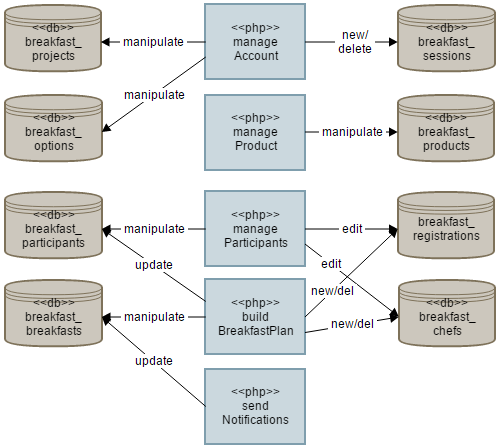 <<db>>
breakfast_
projects
manipulate
<<php>>
manage
Account
new/
delete
<<db>>
breakfast_
sessions
manipulate
<<db>>
breakfast_
options
<<php>>
manage
Product
manipulate
<<db>>
breakfast_
products
<<db>>
breakfast_
participants
manipulate
<<php>>
manage
Participants
edit
breakfast_
registrations
update
edit
<<db>>
breakfast_
breakfasts
manipulate
<<php>>
build
BreakfastPlan
new/del
new/del
<<db>>
breakfast_
chefs
update
<<php>>
send
Notifications